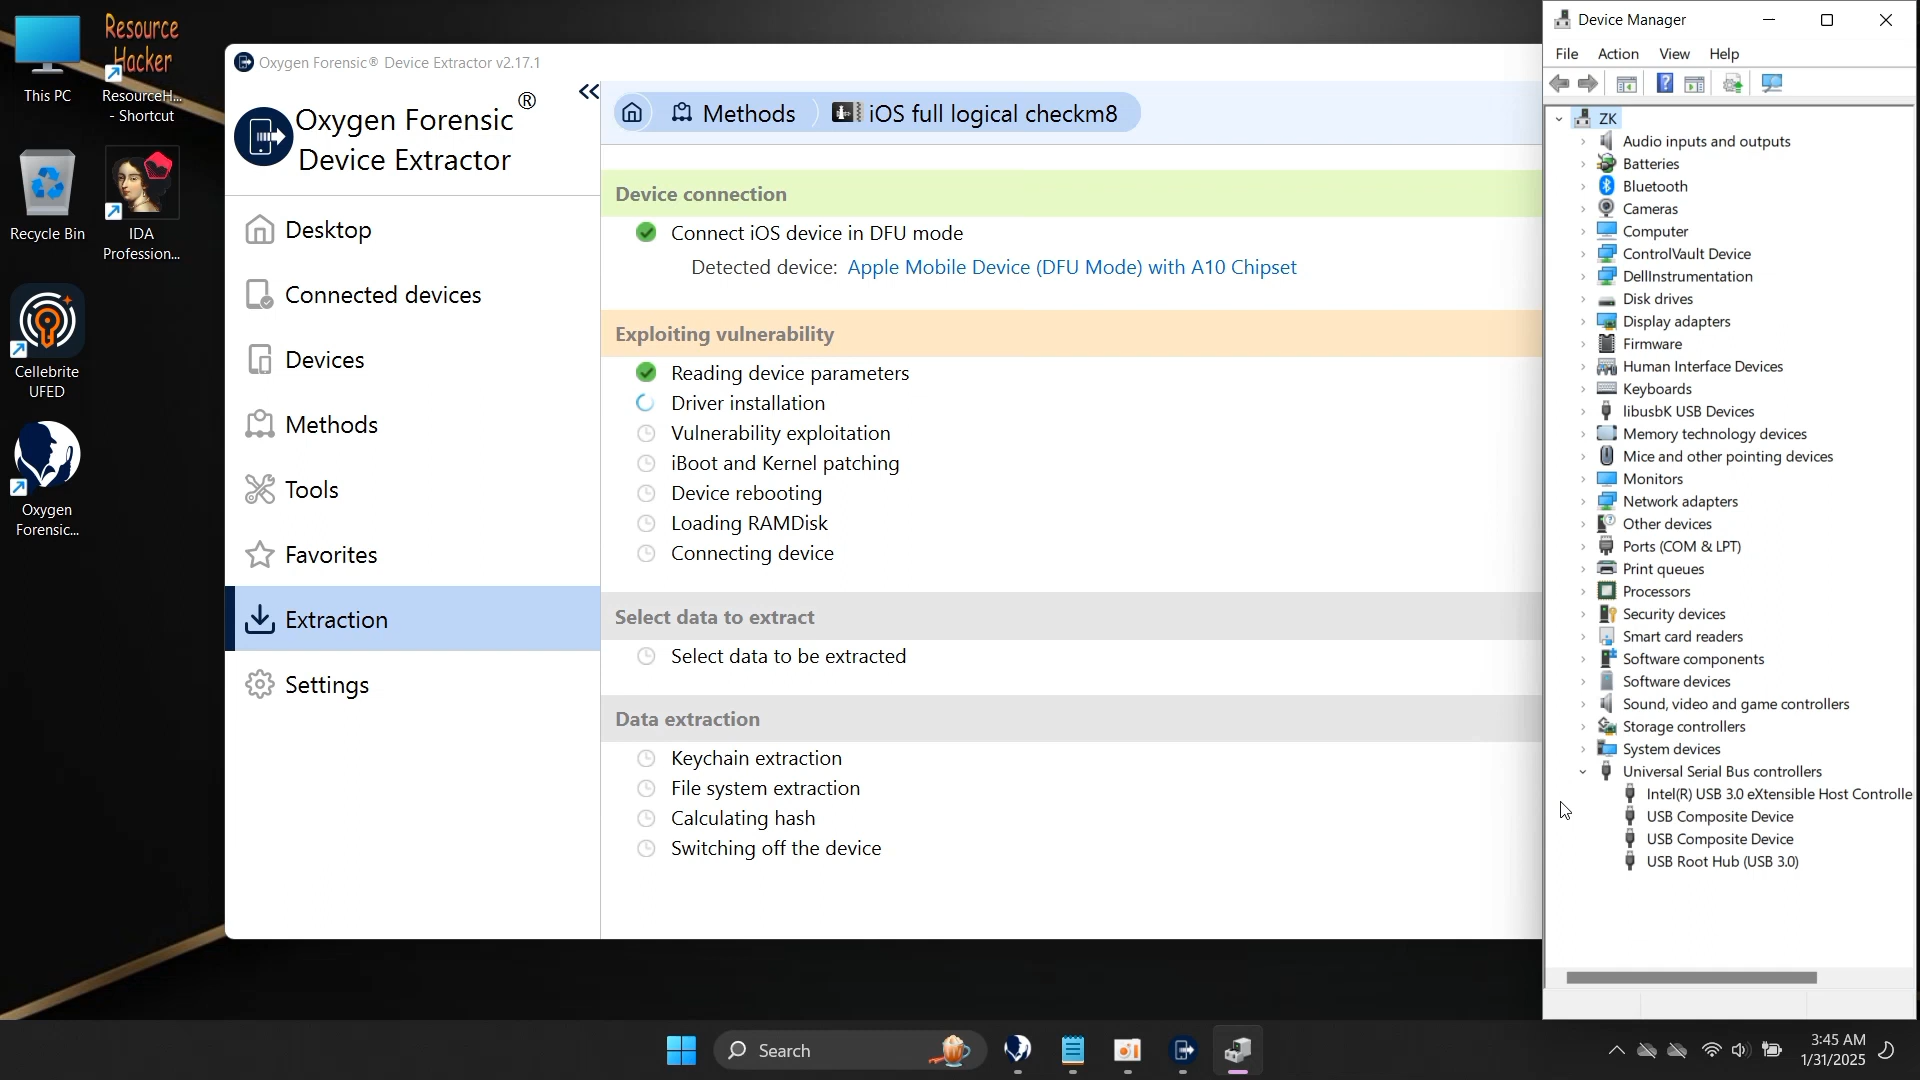 This PC
Resource
Hacker
ResourceH...
- Shortcut
Recycle Bin
IDA
Profession...
Cellebrite
UFED
Oxygen
Forensic...
Oxygen Forensic® Device Extractor v2.17.1
Oxygen Forensic®
Device Extractor
Desktop
Connected devices
Devices
Methods
Tools
Favorites
Extraction
Settings
Methods
iOS full logical checkm8
Device connection
Connect iOS device in DFU mode
Detected device: Apple Mobile Device (DFU Mode) with A10 Chipset
Exploiting vulnerability
Reading device parameters
Driver installation
Vulnerability exploitation
iBoot and Kernel patching
Device rebooting
Loading RAMDisk
Connecting device
Select data to extract
Select data to be extracted
Data extraction
Keychain extraction
File system extraction
Calculating hash
Switching off the device
Device Manager
File Action View Help
ZK
Audio inputs and outputs
Batteries
Bluetooth
Cameras
Computer
ControlVault Device
DellInstrumentation
Disk drives
Display adapters
Firmware
Human Interface Devices
Keyboards
libusbK USB Devices
Memory technology devices
Mice and other pointing devices
Monitors
Network adapters
Other devices
Ports (COM & LPT)
Print queues
Processors
Security devices
Smart card readers
Software components
Software devices
Sound, video and game controllers
Storage controllers
System devices
Universal Serial Bus controllers
Intel(R) USB 3.0 eXtensible Host Controlle
USB Composite Device
USB Composite Device
USB Root Hub (USB 3.0)
Search
3:45 AM
1/31/2025